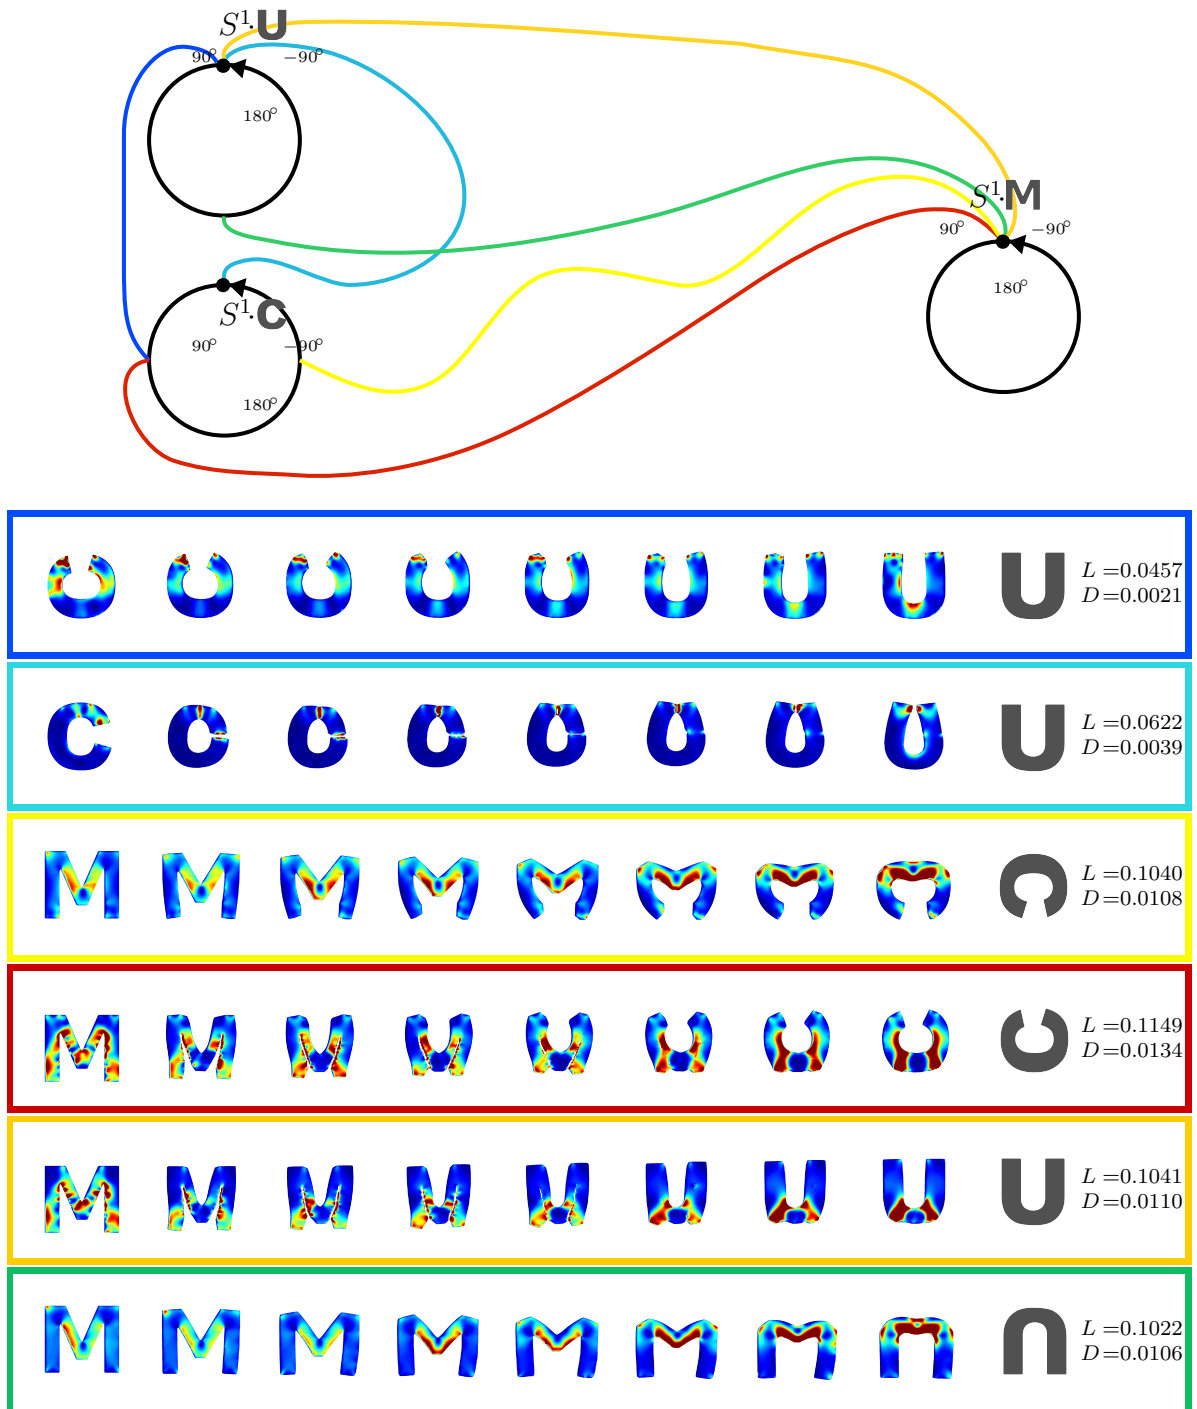 S¹·U
90° −90°
180°
S¹·M
90° −90°
180°
S¹·C
90° −90°
180°
U L =0.0457
D =0.0021
C U L =0.0622
D =0.0039
M C L =0.1040
D =0.0108
M C L =0.1149
D =0.0134
M U L =0.1041
D =0.0110
M U L =0.1022
D =0.0106